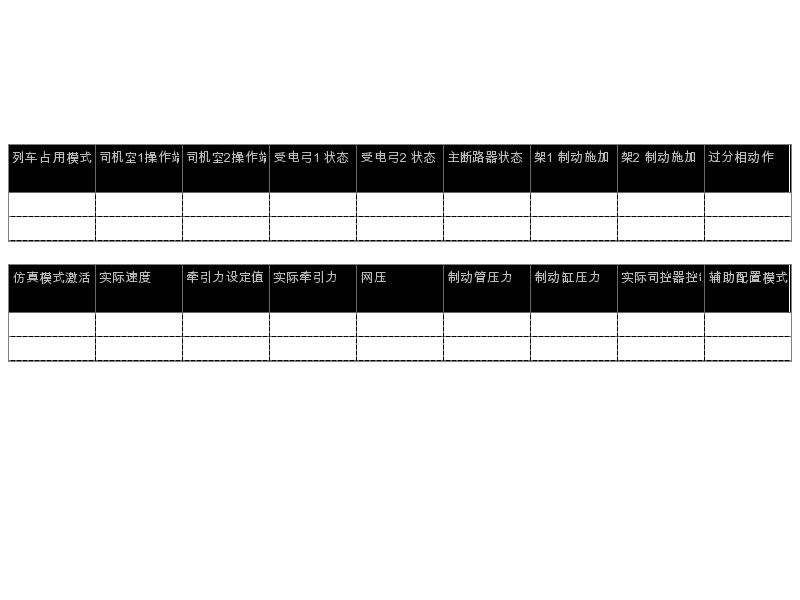 列车占用模式 司机室1操作端 司机室2操作端 受电弓1 状态 受电弓2 状态 主断路器状态 架1 制动施加 架2 制动施加 过分相动作
仿真模式激活 实际速度 牵引力设定值 实际牵引力 网压 制动管压力 制动缸压力 实际司控器控 辅助配置模式